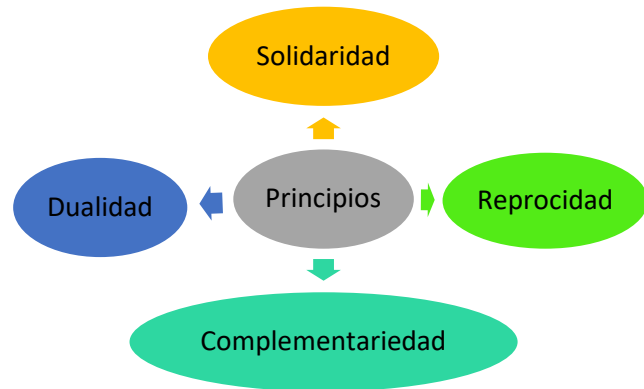 Solidaridad
Dualidad
Principios
Reprocidad
Complementariedad